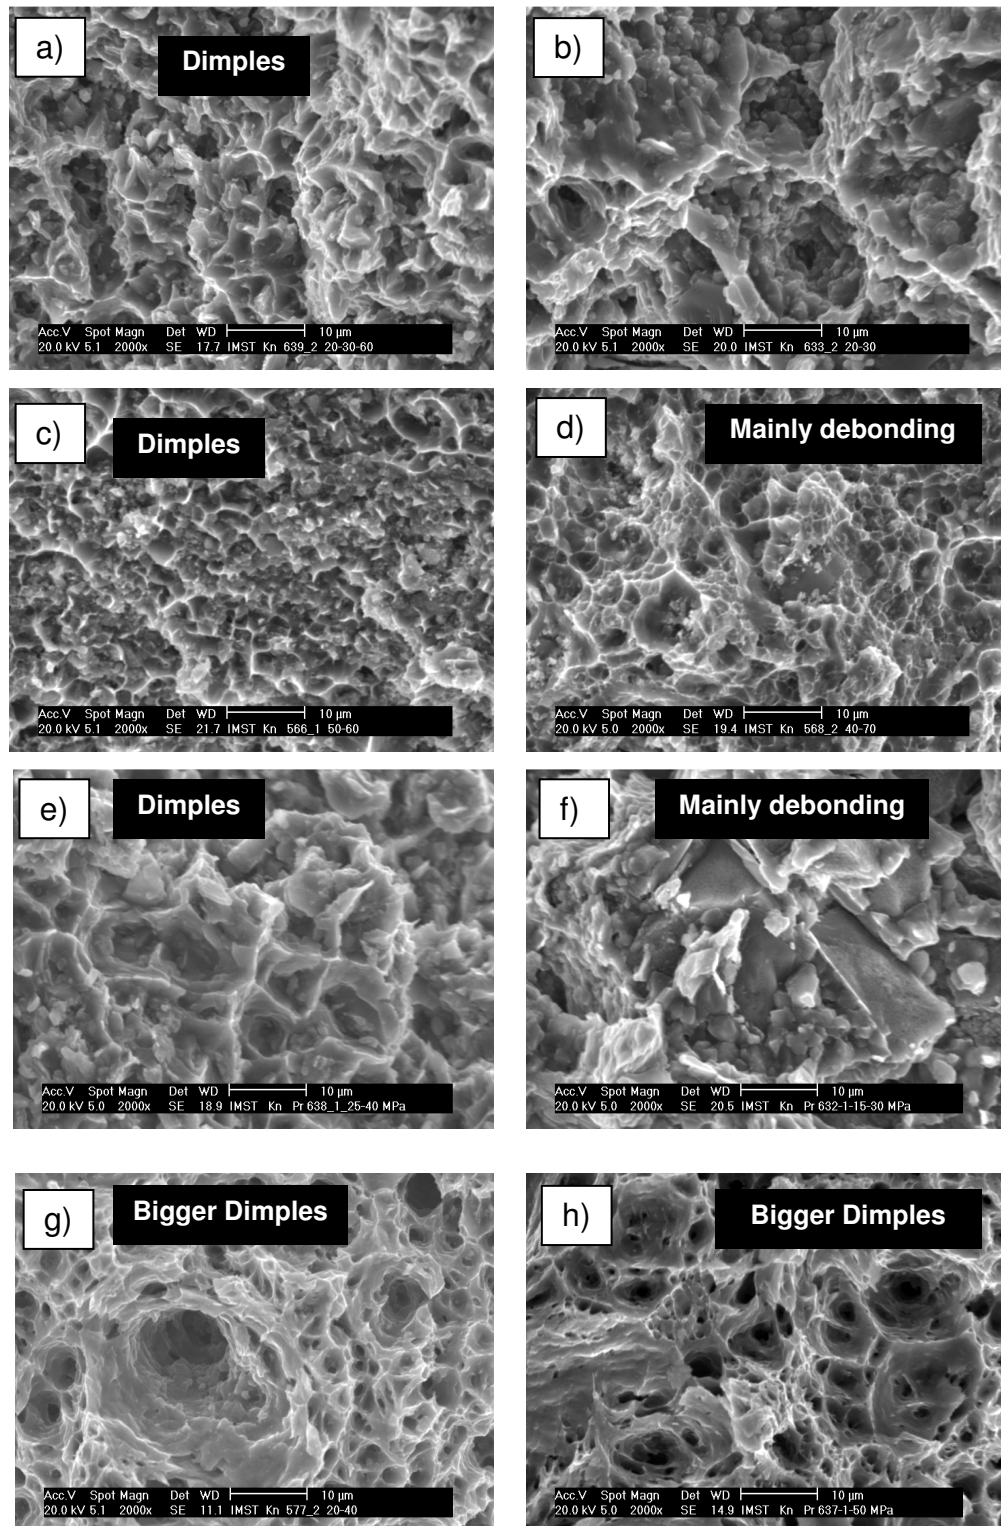 a)
Dimples
Acc.V Spot Magn Det WD 10 µm
20.0 kV 5.1 2000x SE 17.7 IMST Kn 639_2 20-30-60
b)
Acc.V Spot Magn Det WD 10 µm
20.0 kV 5.1 2000x SE 20.0 IMST Kn 633_2 20-30
c)
Dimples
Acc.V Spot Magn Det WD 10 µm
20.0 kV 5.1 2000x SE 21.7 IMST Kn 566_1 50-60
d)
Mainly debonding
Acc.V Spot Magn Det WD 10 µm
20.0 kV 5.0 2000x SE 19.4 IMST Kn 568_2 40-70
e)
Dimples
Acc.V Spot Magn Det WD 10 µm
20.0 kV 5.0 2000x SE 18.9 IMST Kn Pr 638_1_25-40 MPa
f)
Mainly debonding
Acc.V Spot Magn Det WD 10 µm
20.0 kV 5.0 2000x SE 20.5 IMST Kn Pr 632-1-15-30 MPa
g)
Bigger Dimples
Acc.V Spot Magn Det WD 10 µm
20.0 kV 5.1 2000x SE 11.1 IMST Kn 577_2 20-40
h)
Bigger Dimples
Acc.V Spot Magn Det WD 10 µm
20.0 kV 5.0 2000x SE 14.9 IMST Kn Pr 637-1-50 MPa